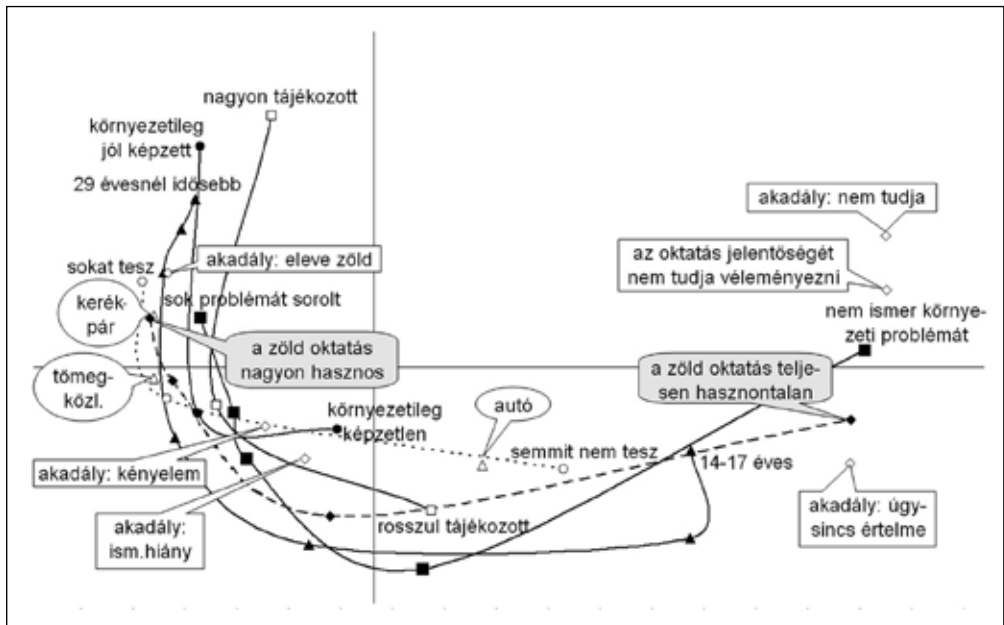 nagyon tájékozott
környezetileg
jól képzett
29 évesnél idősebb
akadály: nem tudja
sokat tesz
akadály: eleve zöld
az oktatás jelentőségét
nem tudja véleményezni
kerék-
pár
sok problémát sorolt
nem ismer környe-
zeti problémát
a zöld oktatás
nagyon hasznos
a zöld oktatás telje-
sen hasznontalan
tömeg-
közl.
autó
környezetileg
képzetlen
semmit nem tesz
14-17 éves
akadály: kényelem
akadály:
ism.hiány
rosszul tájékozott
akadály: úgy-
sincs értelme